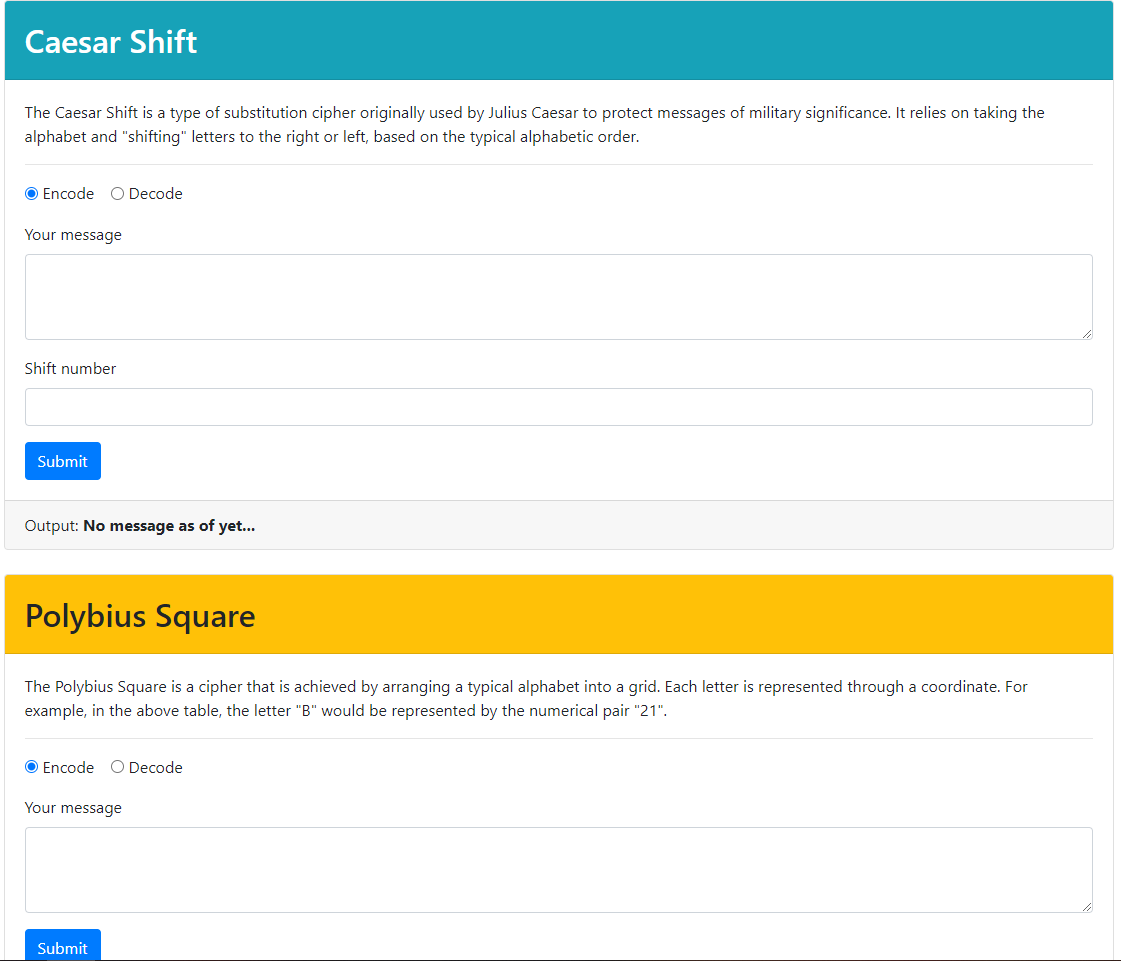 Caesar Shift
The Caesar Shift is a type of substitution cipher originally used by Julius Caesar to protect messages of military significance. It relies on taking the
alphabet and "shifting" letters to the right or left, based on the typical alphabetic order.
Encode Decode
Your message
Shift number
Submit
Output: No message as of yet...
Polybius Square
The Polybius Square is a cipher that is achieved by arranging a typical alphabet into a grid. Each letter is represented through a coordinate. For
example, in the above table, the letter "B" would be represented by the numerical pair "21".
Encode Decode
Your message
Submit